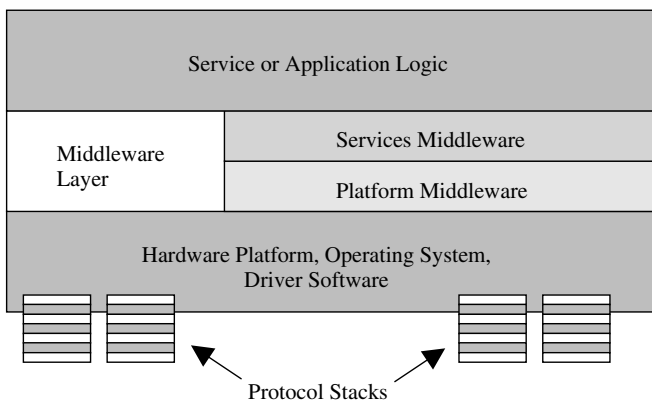 Service or Application Logic
Middleware
Layer
Services Middleware
Platform Middleware
Hardware Platform, Operating System,
Driver Software
Protocol Stacks